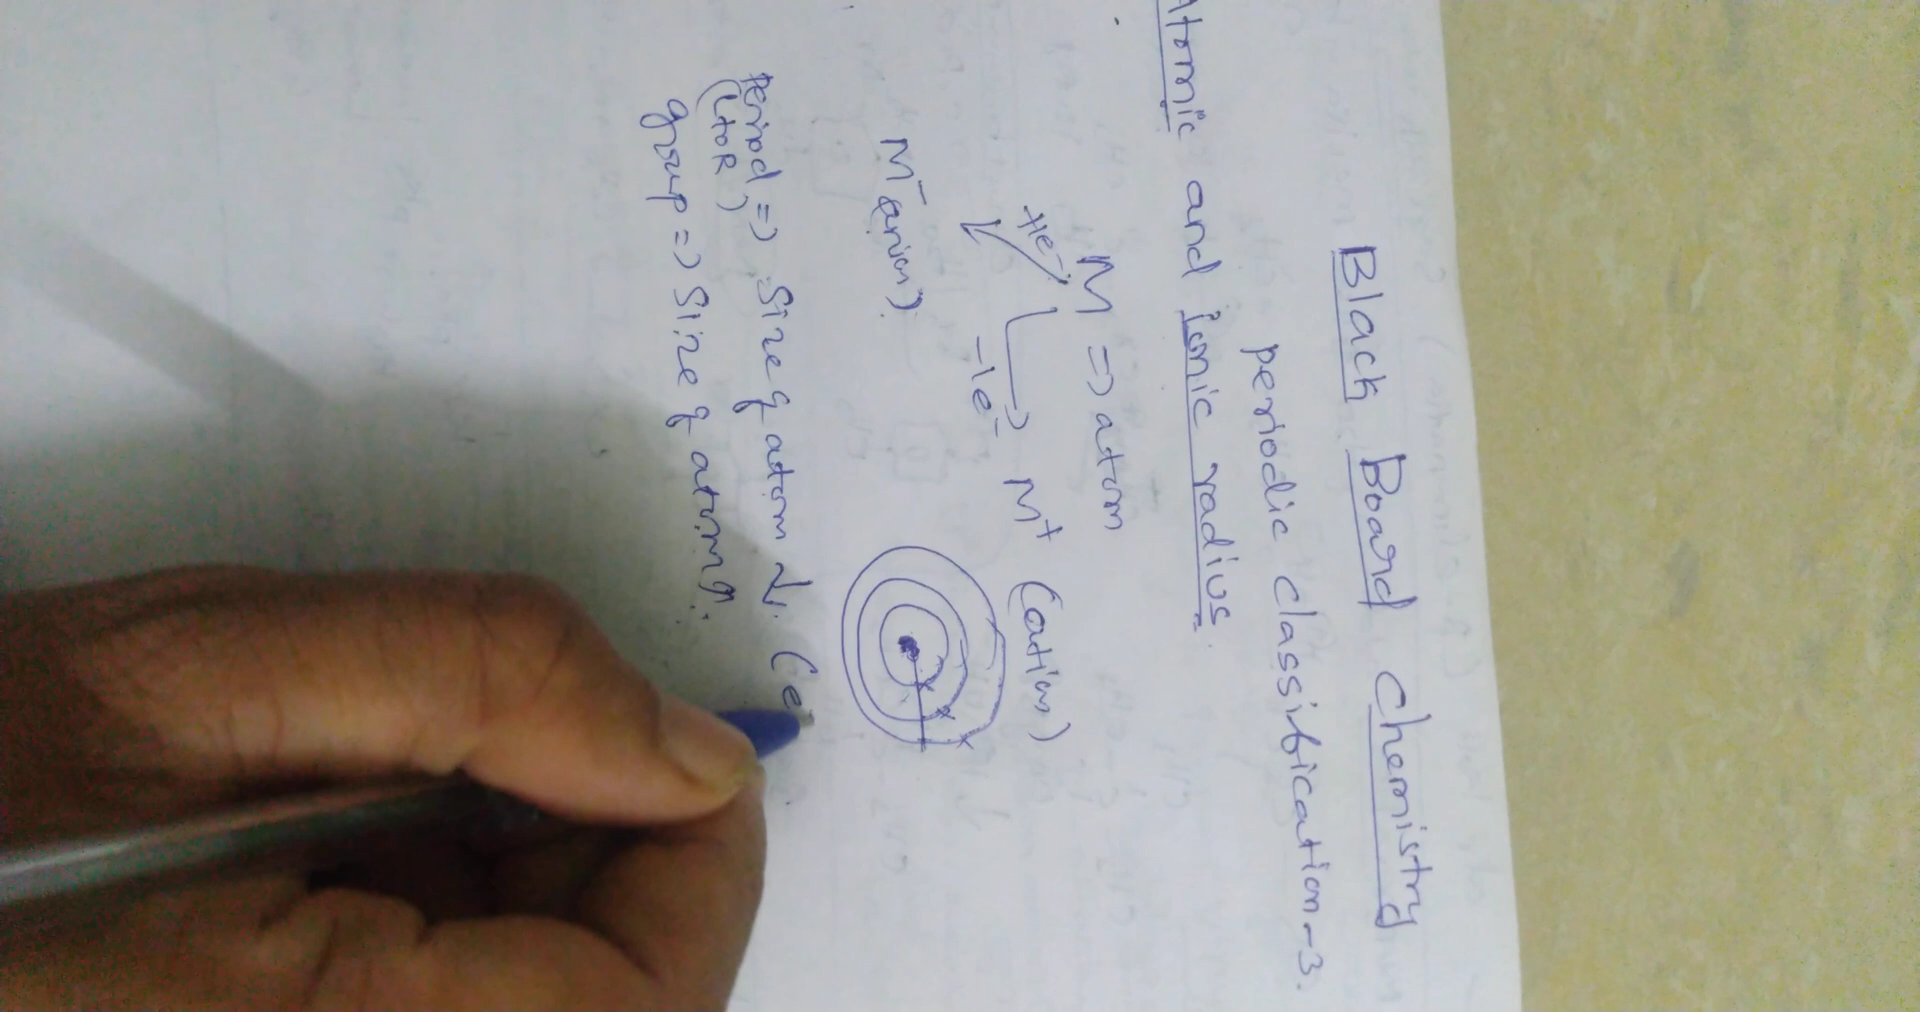 Black Board Chemistry
periodic classification-3.
Atomic and ionic radius.
M => atom
+1e⁻
-1e⁻
M⁺ (cation)
M⁻ (anion)
period => Size of atom ↓. (e
(L to R)
group => Size of atom ↑.